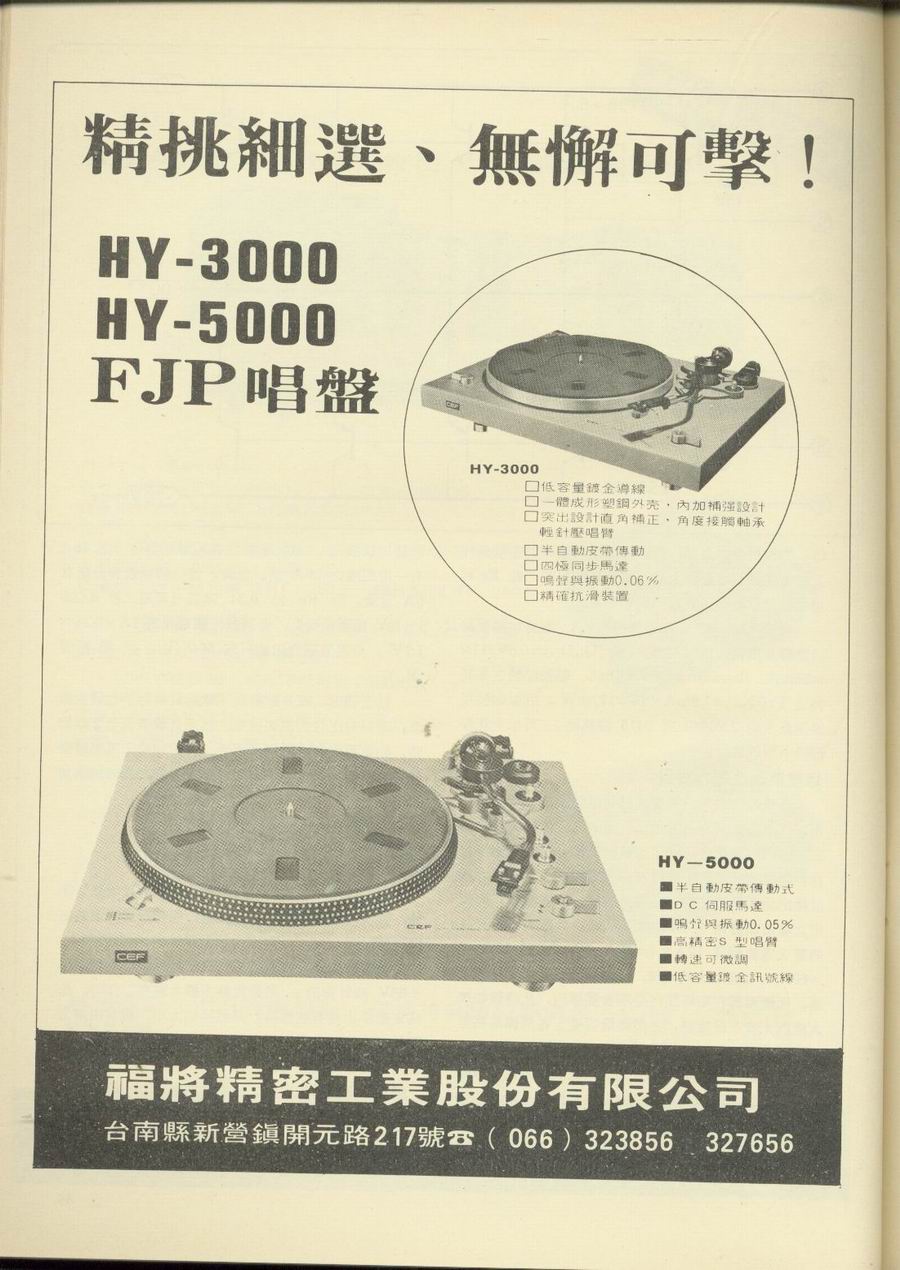 精挑細選、無懈可擊！
HY-3000
HY-5000
FJP唱盤
CEF
HY-3000
□低容量鍍金導線
□一體成形塑鋼外壳，內加補强設計
□突出設計直角補正、角度接觸軸承
輕針壓唱臂
□半自動皮帶傳動
□四極同步馬達
□鳴聲與振動0.06%
□精確抗滑裝置
CEF
CEF
HY—5000
■半自動皮帶傳動式
■DC 伺服馬達
■鳴聲與振動0.05%
■高精密S 型唱臂
■轉速可微調
■低容量鍍金訊號線
福將精密工業股份有限公司
台南縣新營鎮開元路217號☎（066）323856 327656